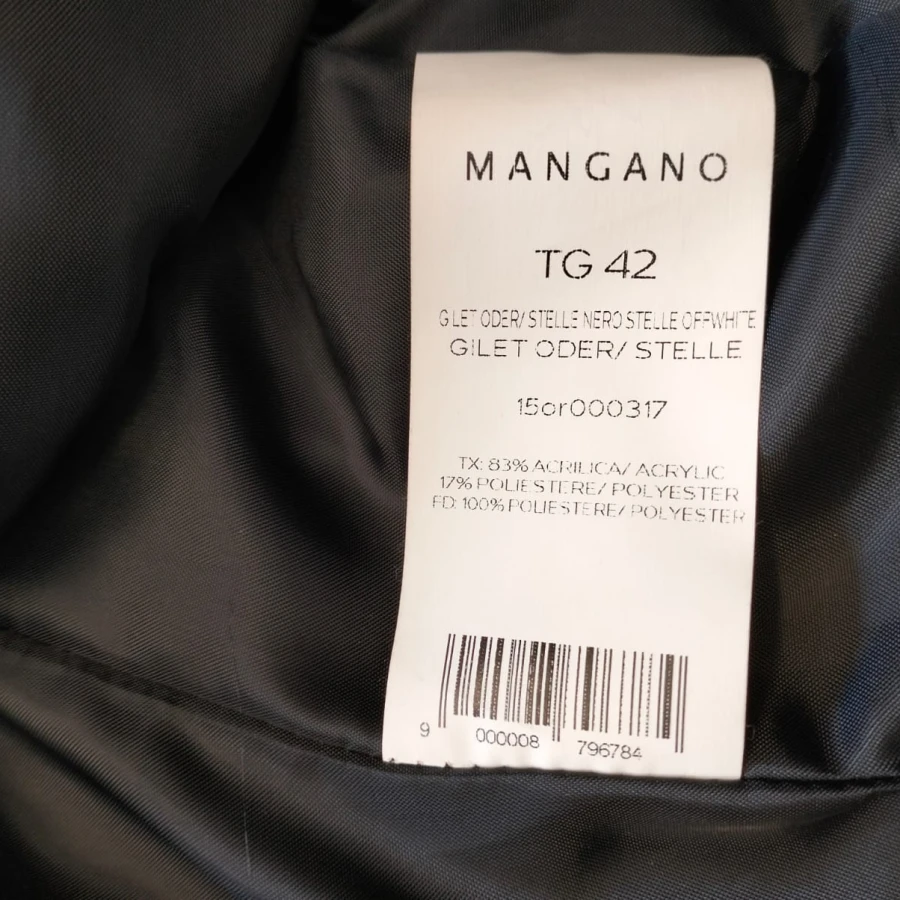 MANGANO
TG 42
GILET ODER/ STELLE NERO STELLE OFFWHITE
GILET ODER/ STELLE
15or000317
TX: 83% ACRILICA/ ACRYLIC
17% POLIESTERE/ POLYESTER
FD: 100% POLIESTERE/ POLYESTER
9 000008 796784